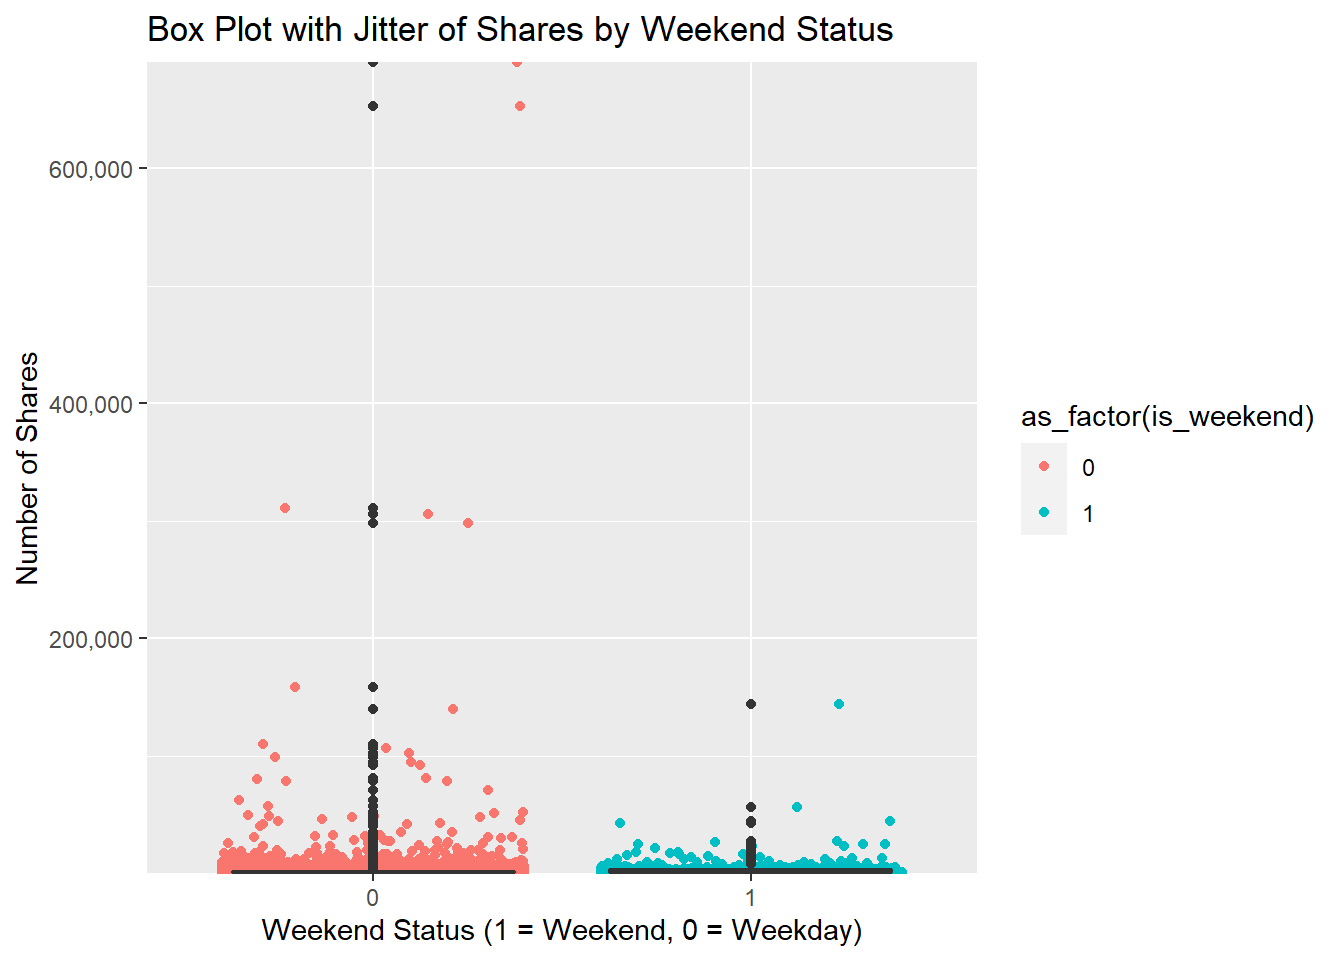 Box Plot with Jitter of Shares by Weekend Status
600,000
400,000
200,000
Number of Shares
0
1
Weekend Status (1 = Weekend, 0 = Weekday)
as_factor(is_weekend)
0
1